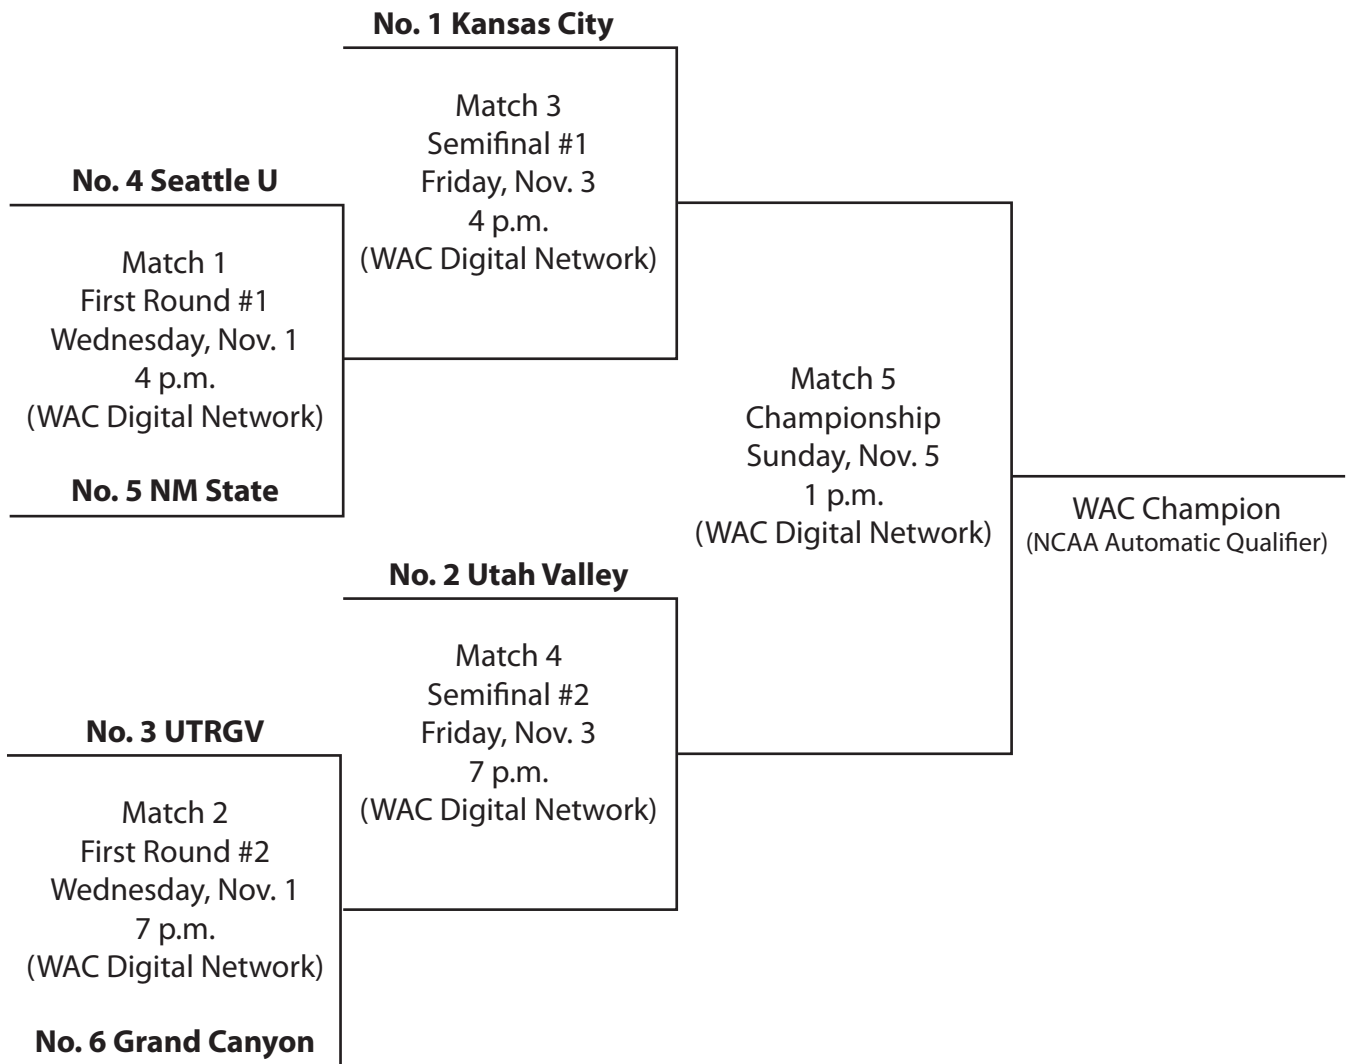 No. 1 Kansas City
Match 3
Semifinal #1
Friday, Nov. 3
4 p.m.
(WAC Digital Network)
No. 4 Seattle U
Match 1
First Round #1
Wednesday, Nov. 1
4 p.m.
(WAC Digital Network)
No. 5 NM State
Match 5
Championship
Sunday, Nov. 5
1 p.m.
(WAC Digital Network)
WAC Champion
(NCAA Automatic Qualifier)
No. 2 Utah Valley
Match 4
Semifinal #2
Friday, Nov. 3
7 p.m.
(WAC Digital Network)
No. 3 UTRGV
Match 2
First Round #2
Wednesday, Nov. 1
7 p.m.
(WAC Digital Network)
No. 6 Grand Canyon